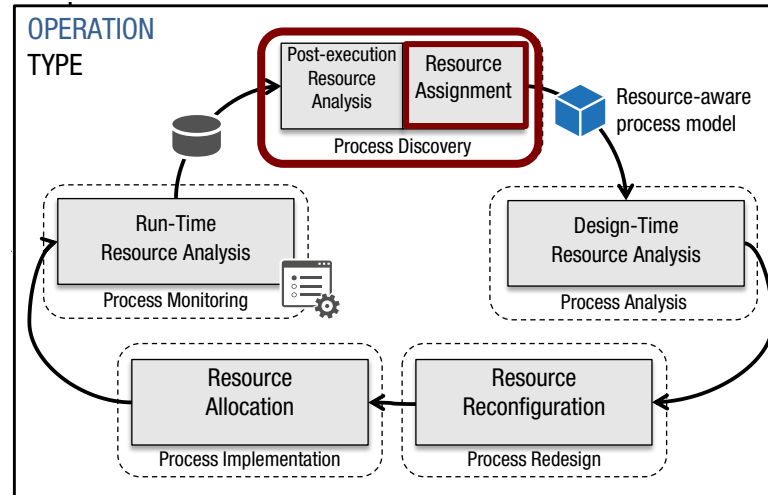 OPERATION
TYPE
Post-execution
Resource
Analysis
Resource
Assignment
Process Discovery
Resource-aware
process model
Run-Time
Resource Analysis
Process Monitoring
Design-Time
Resource Analysis
Process Analysis
Resource
Allocation
Process Implementation
Resource
Reconfiguration
Process Redesign